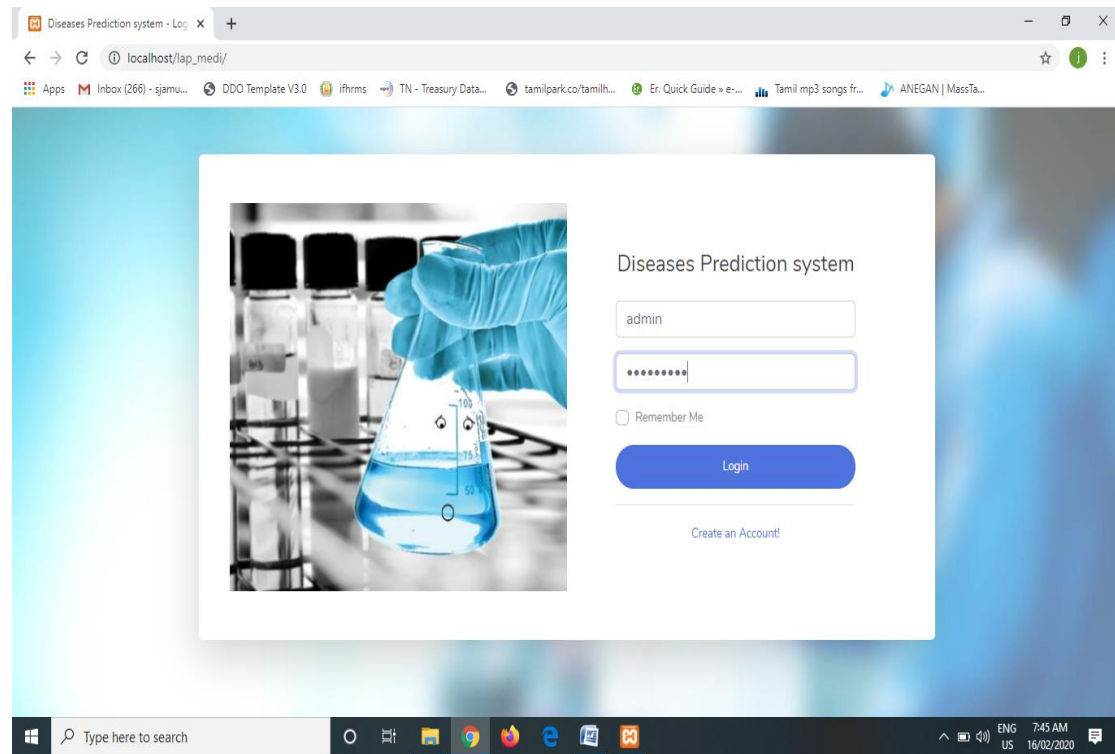 Diseases Prediction system - Log
localhost/lap_medi/
j
Apps
Inbox (266) - sjamu...
DDO Template V3.0
ifhrms
TN - Treasury Data...
tamilpark.co/tamilh...
Er. Quick Guide » e-...
Tamil mp3 songs fr...
ANEGAN | MassTa...
100
75
50
Diseases Prediction system
admin
•••••••••
Remember Me
Login
Create an Account!
Type here to search
ENG
US
7:45 AM
16/02/2020